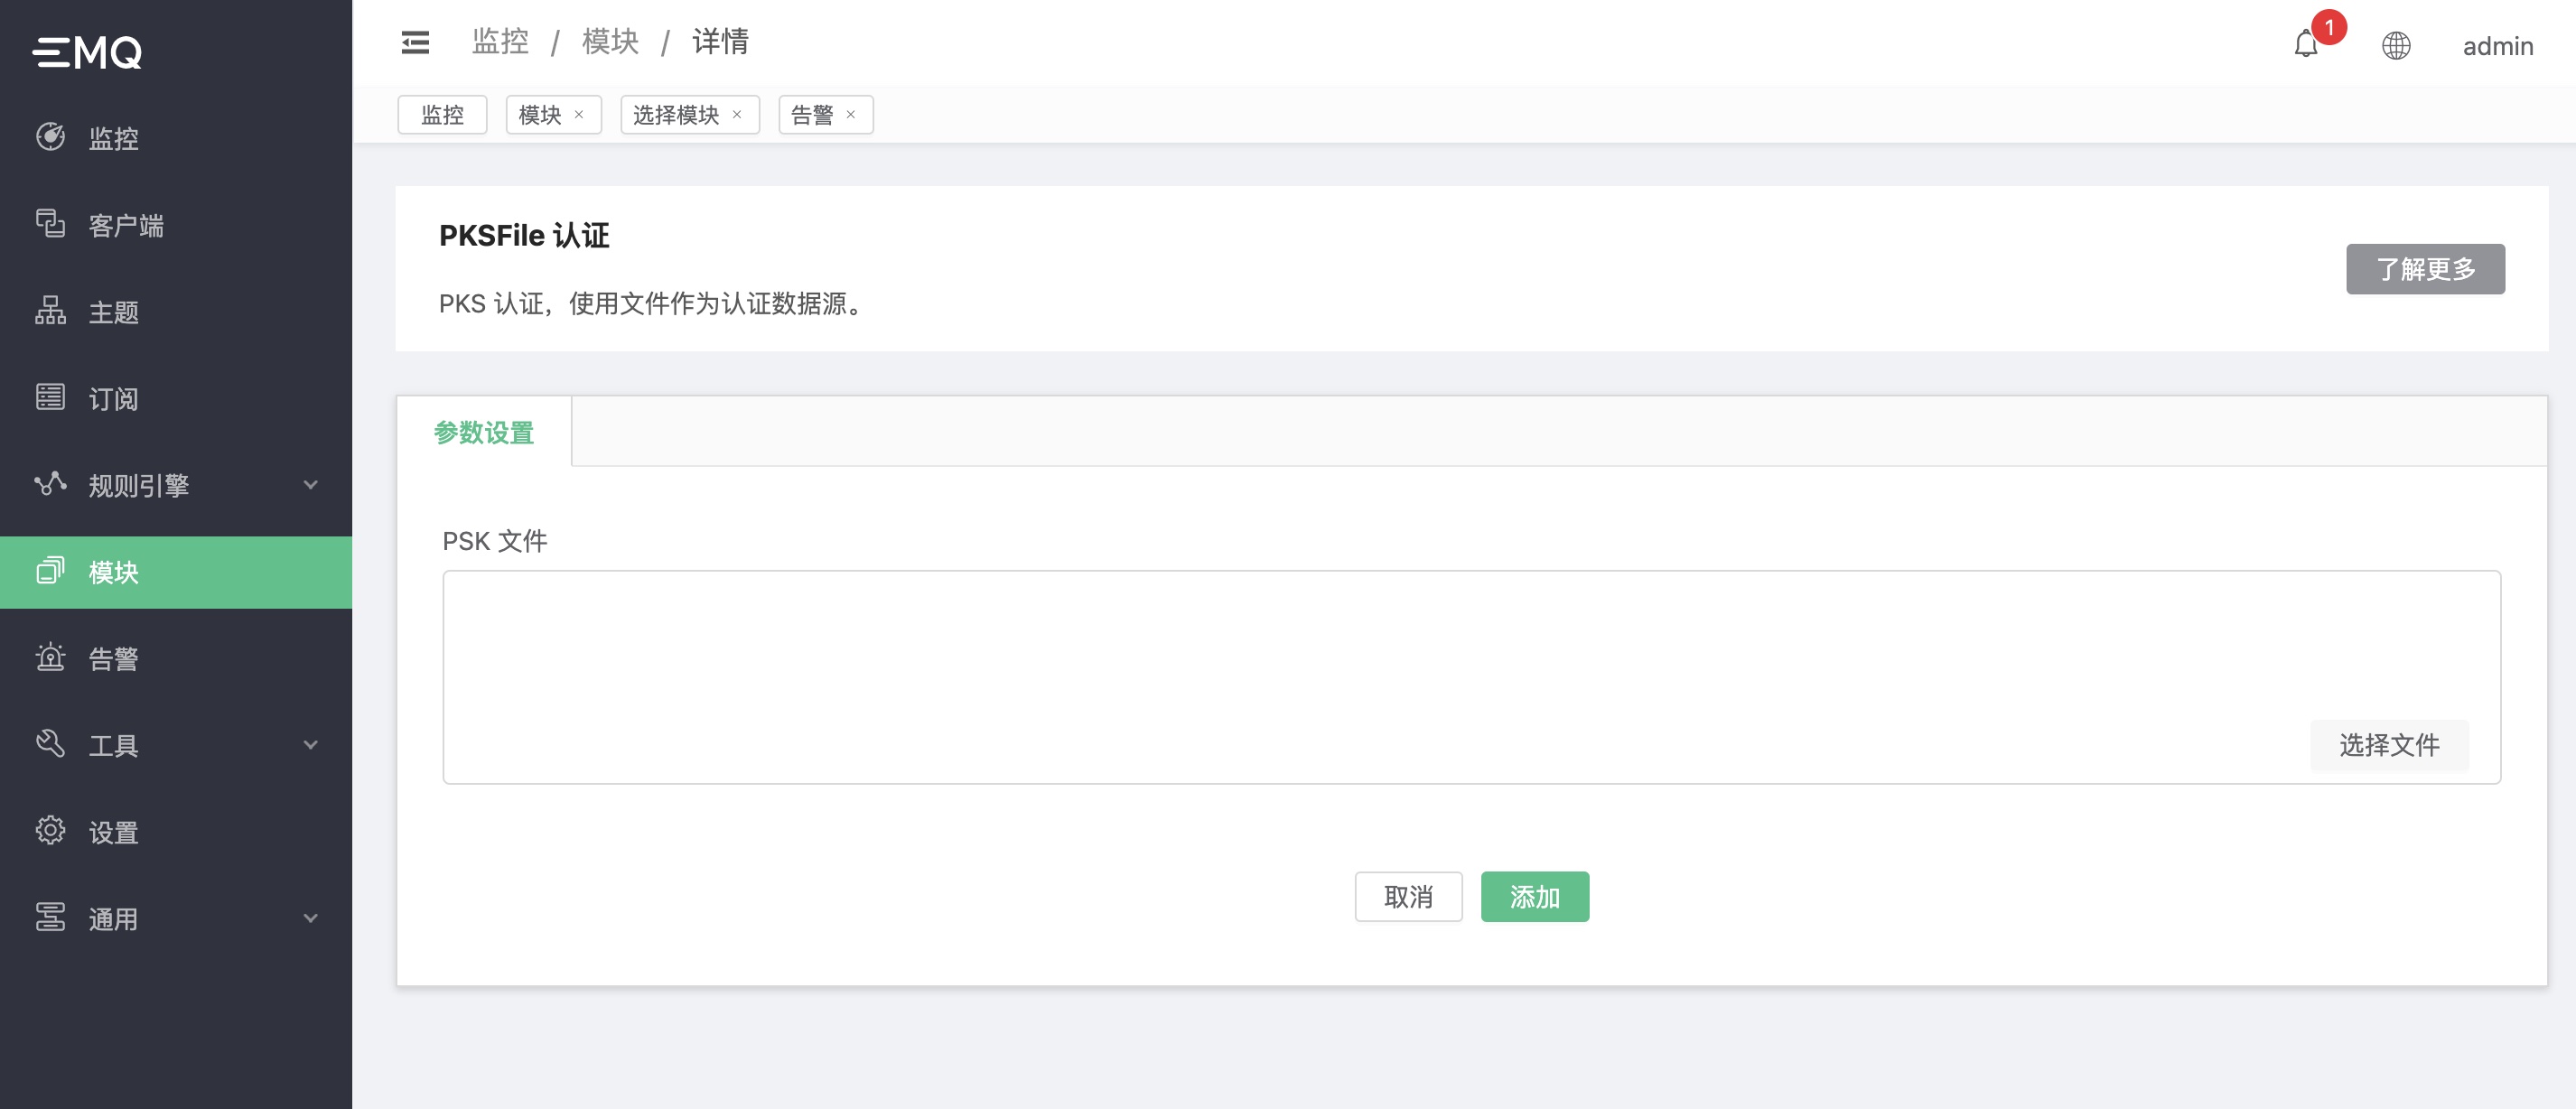 EMQ
监控
客户端
主题
订阅
规则引擎
模块
告警
工具
设置
通用
监控 / 模块 / 详情
1
admin
监控
模块 ×
选择模块 ×
告警 ×
PKSFile 认证
PKS 认证，使用文件作为认证数据源。
了解更多
参数设置
PSK 文件
选择文件
取消
添加